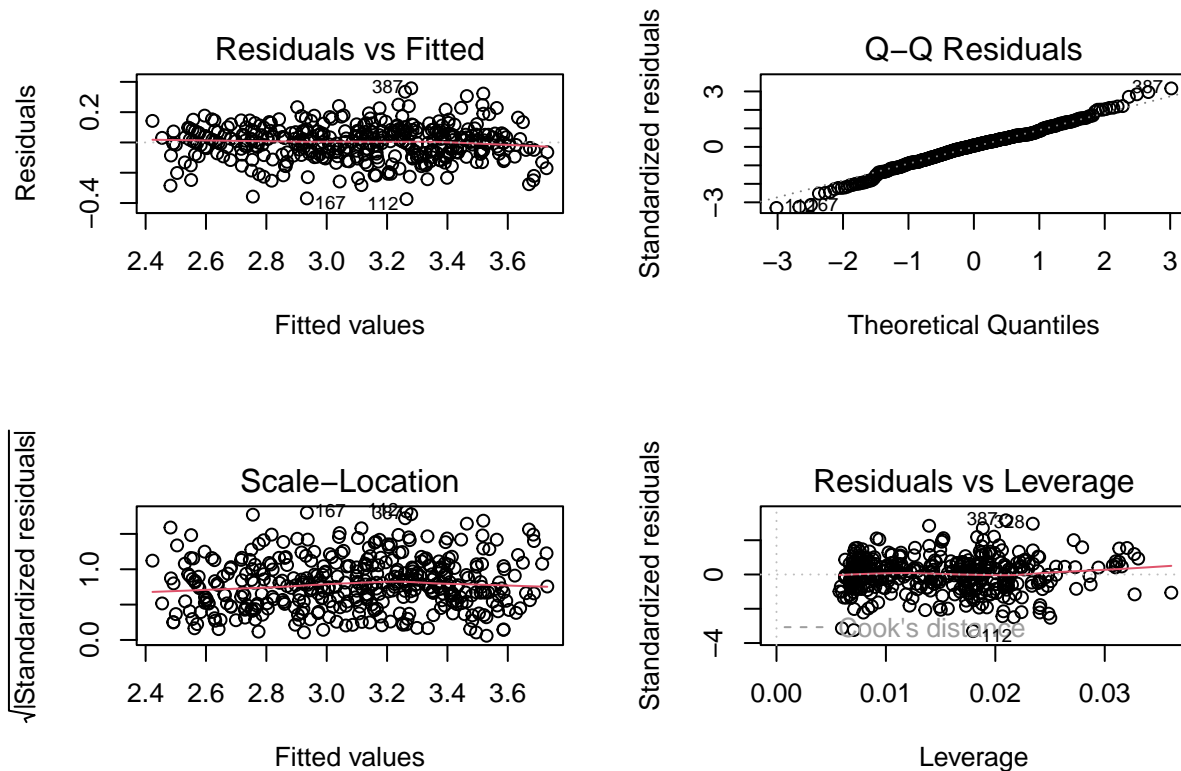 Residuals vs Fitted
Residuals
−0.4 0.2
387
167
112
2.4 2.6 2.8 3.0 3.2 3.4 3.6
Fitted values
Q−Q Residuals
Standardized residuals
−3 0 3
387
167
−3 −2 −1 0 1 2 3
Theoretical Quantiles
Scale−Location
√|Standardized residuals|
0.0 1.0
167
112
387
2.4 2.6 2.8 3.0 3.2 3.4 3.6
Fitted values
Residuals vs Leverage
Standardized residuals
−4 0
387
328
Cook's distance
112
0.00 0.01 0.02 0.03
Leverage